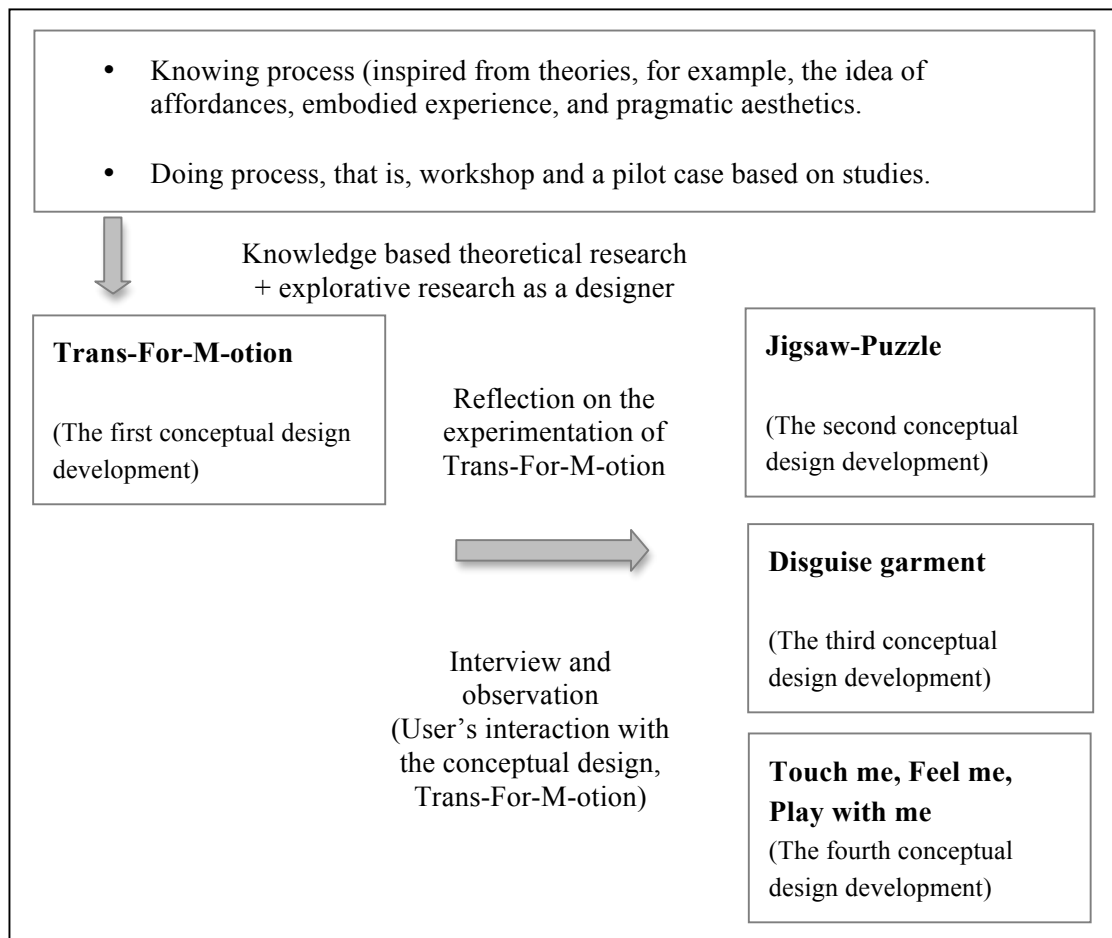 • Knowing process (inspired from theories, for example, the idea of
affordances, embodied experience, and pragmatic aesthetics.
• Doing process, that is, workshop and a pilot case based on studies.
Knowledge based theoretical research
+ explorative research as a designer
Trans-For-M-otion
(The first conceptual design
development)
Reflection on the
experimentation of
Trans-For-M-otion
Interview and
observation
(User’s interaction with
the conceptual design,
Trans-For-M-otion)
Jigsaw-Puzzle
(The second conceptual
design development)
Disguise garment
(The third conceptual
design development)
Touch me, Feel me,
Play with me
(The fourth conceptual
design development)